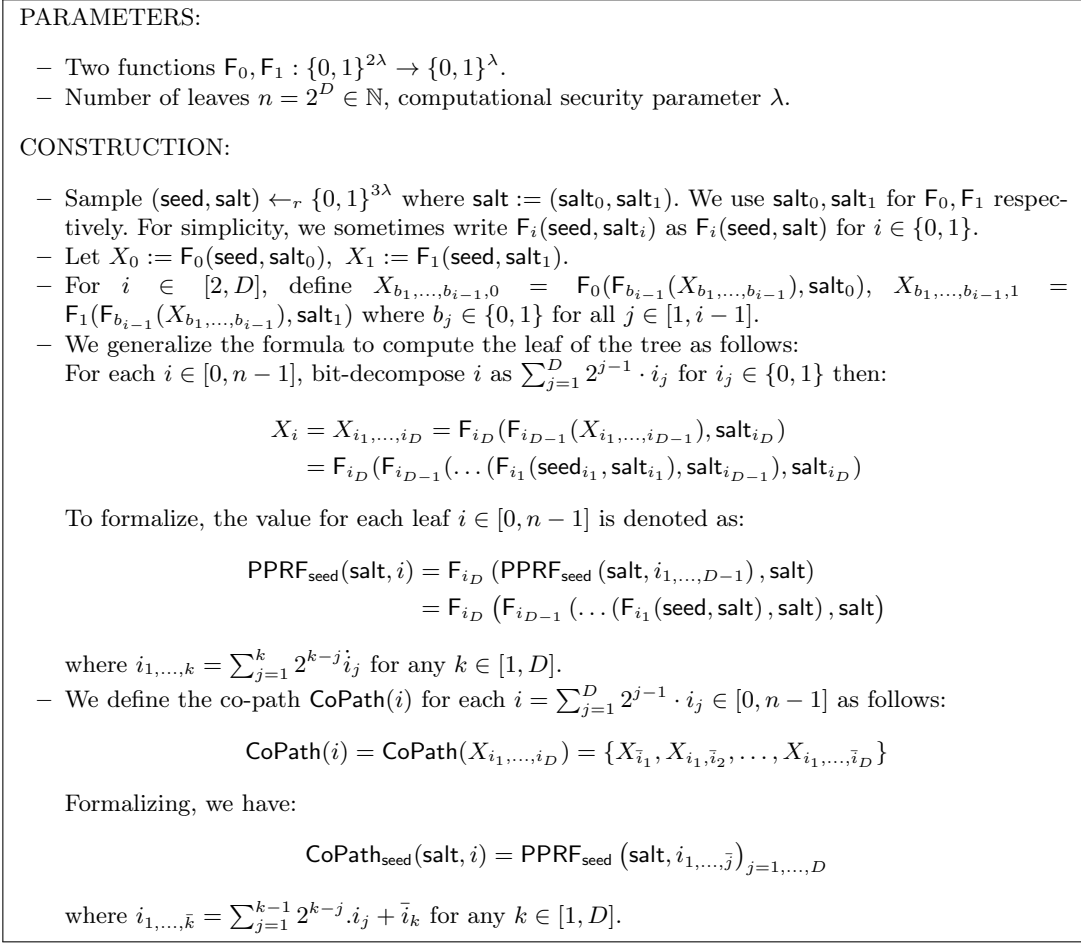 PARAMETERS:
– Two functions F₀, F₁ : {0, 1}^{2λ} → {0, 1}^λ.
– Number of leaves n = 2^D ∈ ℕ, computational security parameter λ.
CONSTRUCTION:
– Sample (seed, salt) ←_r {0, 1}^{3λ} where salt := (salt₀, salt₁). We use salt₀, salt₁ for F₀, F₁ respec-
tively. For simplicity, we sometimes write F_i(seed, salt_i) as F_i(seed, salt) for i ∈ {0, 1}.
– Let X₀ := F₀(seed, salt₀), X₁ := F₁(seed, salt₁).
– For i ∈ [2, D], define X_{b₁,...,b_{i−1},0} = F₀(F_{b_{i−1}}(X_{b₁,...,b_{i−1}}), salt₀), X_{b₁,...,b_{i−1},1} =
F₁(F_{b_{i−1}}(X_{b₁,...,b_{i−1}}), salt₁) where b_j ∈ {0, 1} for all j ∈ [1, i − 1].
– We generalize the formula to compute the leaf of the tree as follows:
For each i ∈ [0, n − 1], bit-decompose i as ∑_{j=1}^{D} 2^{j−1} · i_j for i_j ∈ {0, 1} then:
X_i = X_{i₁,...,i_D} = F_{i_D}(F_{i_{D−1}}(X_{i₁,...,i_{D−1}}), salt_{i_D})
= F_{i_D}(F_{i_{D−1}}(. . . (F_{i₁}(seed_{i₁}, salt_{i₁}), salt_{i_{D−1}}), salt_{i_D})
To formalize, the value for each leaf i ∈ [0, n − 1] is denoted as:
PPRF_seed(salt, i) = F_{i_D} (PPRF_seed (salt, i_{1,...,D−1}) , salt)
= F_{i_D} (F_{i_{D−1}} (. . . (F_{i₁}(seed, salt) , salt) , salt)
where i_{1,...,k} = ∑_{j=1}^{k} 2^{k−j}i̇_j for any k ∈ [1, D].
– We define the co-path CoPath(i) for each i = ∑_{j=1}^{D} 2^{j−1} · i_j ∈ [0, n − 1] as follows:
CoPath(i) = CoPath(X_{i₁,...,i_D}) = {X_{ī₁}, X_{i₁,ī₂}, . . . , X_{i₁,...,ī_D}}
Formalizing, we have:
CoPath_seed(salt, i) = PPRF_seed (salt, i_{1,...,j̄})_{j=1,...,D}
where i_{1,...,k̄} = ∑_{j=1}^{k−1} 2^{k−j}.i_j + ī_k for any k ∈ [1, D].